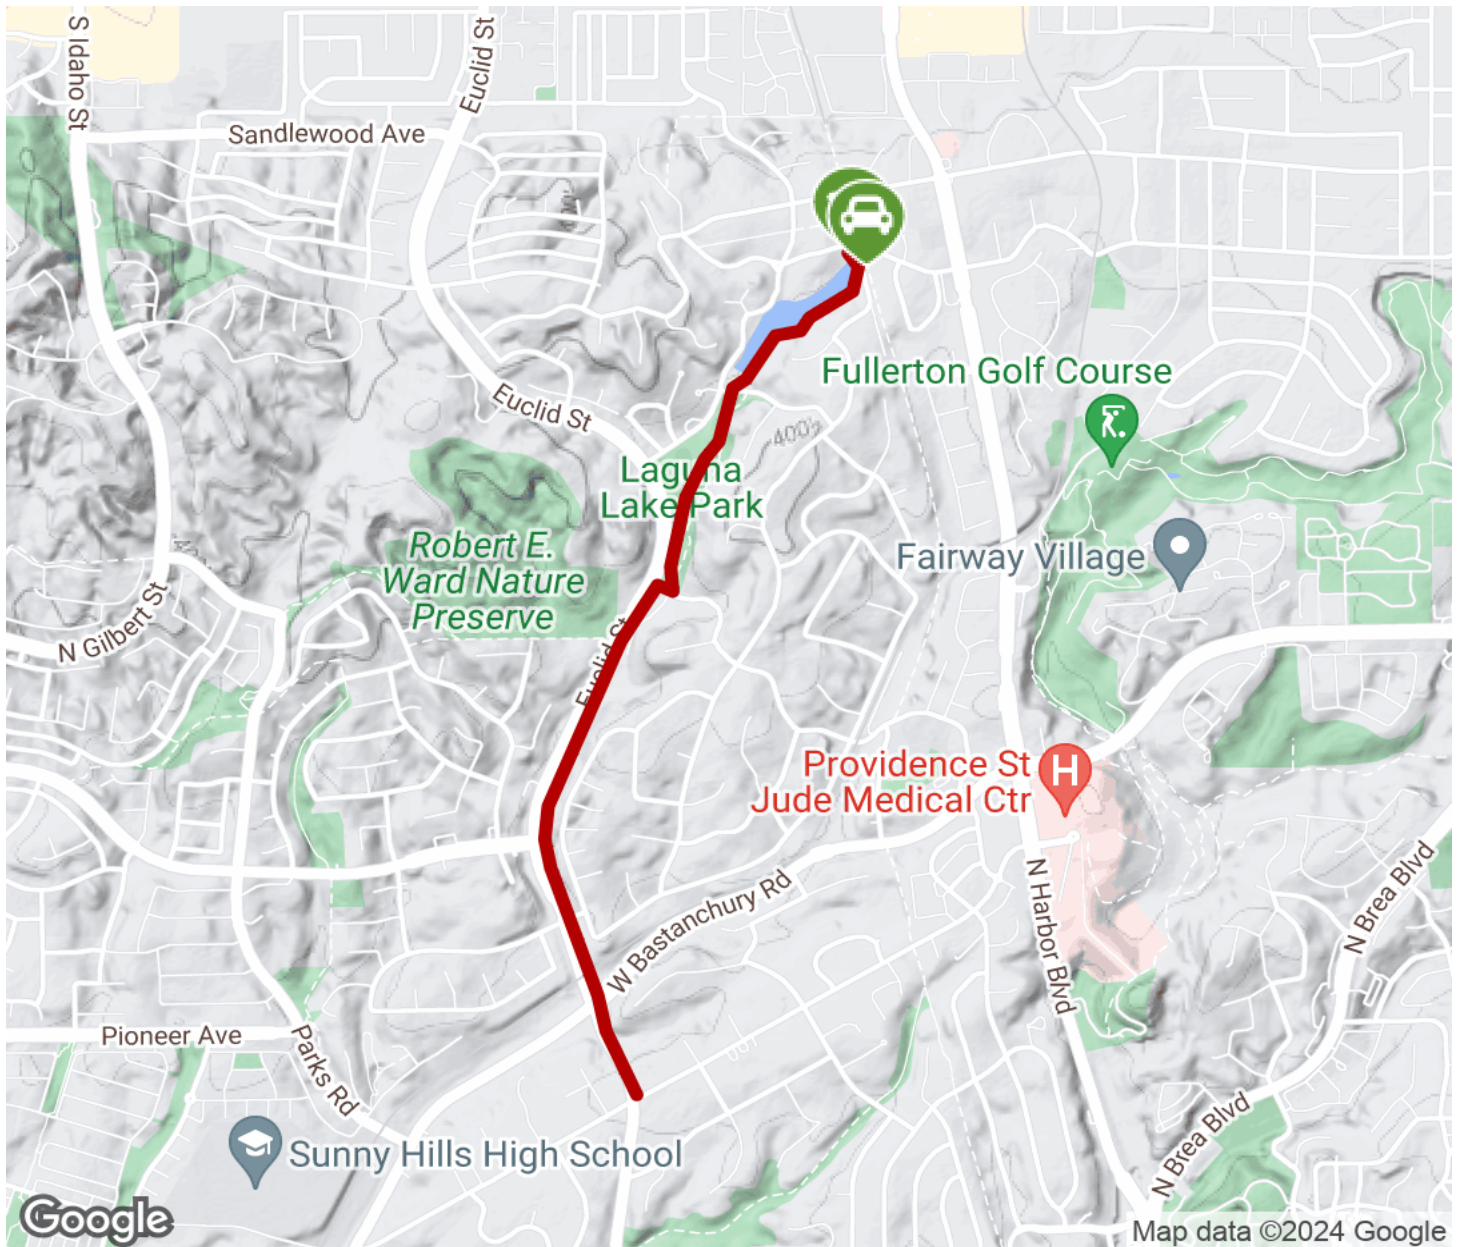 S Idaho St
Euclid St
Sandlewood Ave
Fullerton Golf Course
Euclid St
400'
Laguna
Lake Park
Robert E.
Ward Nature
Preserve
Fairway Village
N Gilbert St
Euclid St
Providence St
Jude Medical Ctr
H
W Bastanchury Rd
N Harbor Blvd
N Brea Blvd
Pioneer Ave
Parks Rd
N Brea Blvd
Sunny Hills High School
Google
Map data ©2024 Google